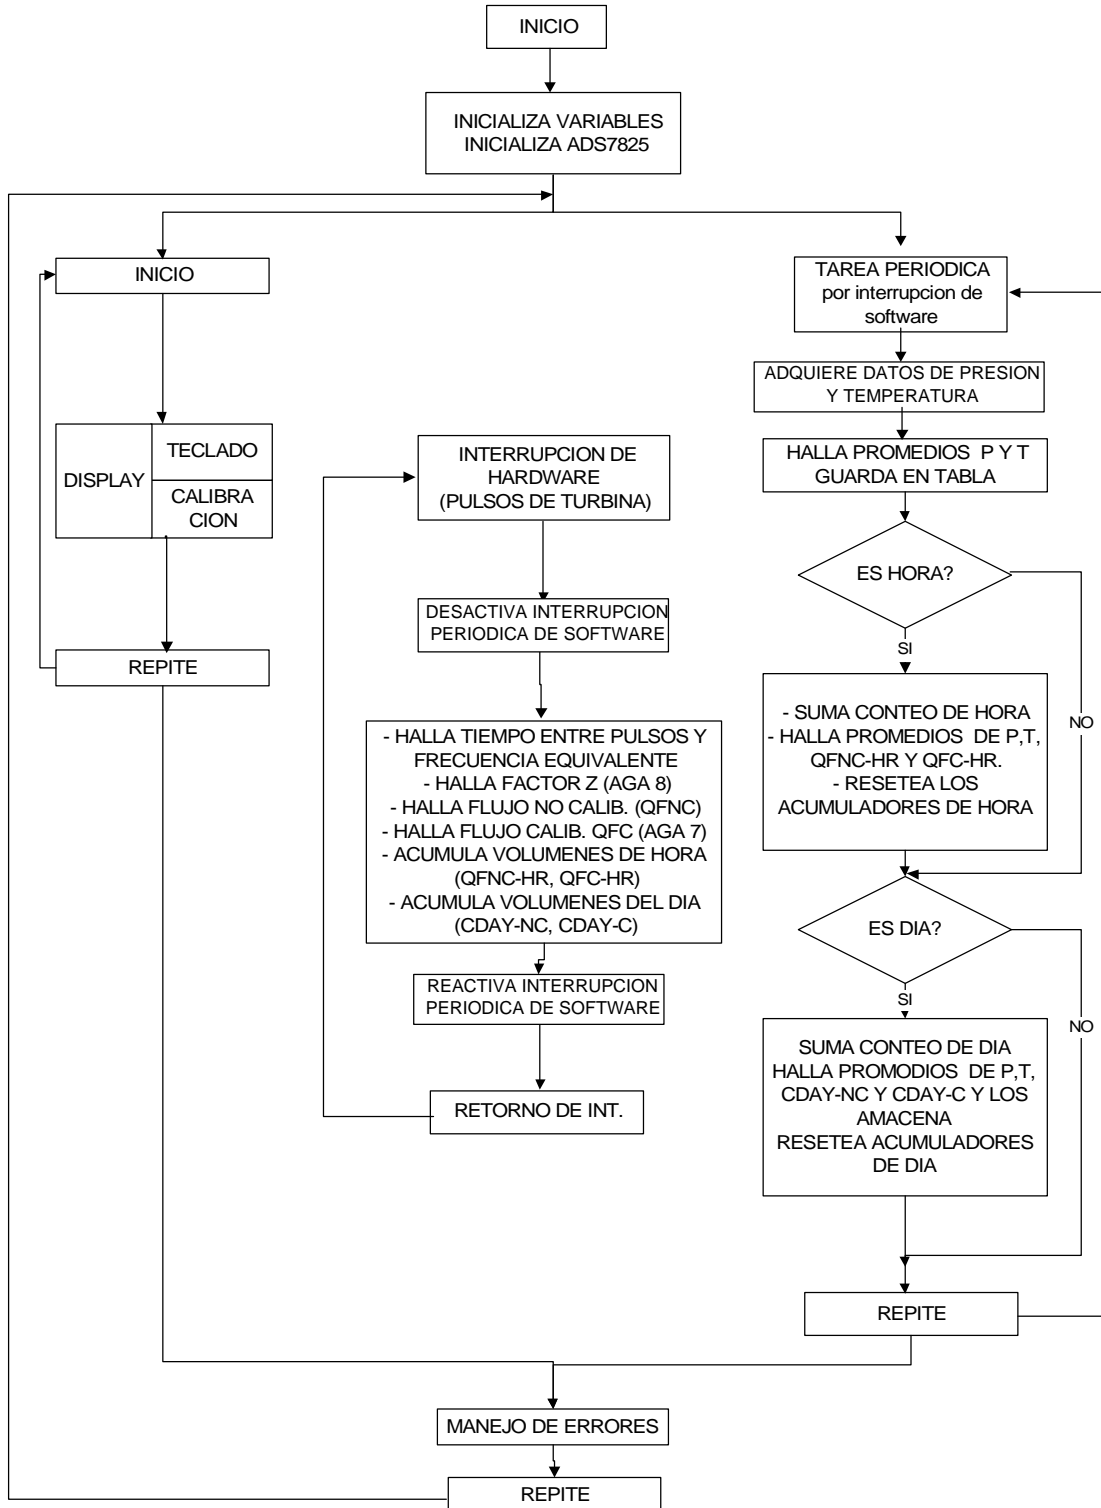 INICIO
INICIALIZA VARIABLES
INICIALIZA ADS7825
INICIO
DISPLAY
TECLADO
CALIBRA
CION
REPITE
INTERRUPCION DE
HARDWARE
(PULSOS DE TURBINA)
DESACTIVA INTERRUPCION
PERIODICA DE SOFTWARE
- HALLA TIEMPO ENTRE PULSOS Y
FRECUENCIA EQUIVALENTE
- HALLA FACTOR Z (AGA 8)
- HALLA FLUJO NO CALIB. (QFNC)
- HALLA FLUJO CALIB. QFC (AGA 7)
- ACUMULA VOLUMENES DE HORA
(QFNC-HR, QFC-HR)
- ACUMULA VOLUMENES DEL DIA
(CDAY-NC, CDAY-C)
REACTIVA INTERRUPCION
PERIODICA DE SOFTWARE
RETORNO DE INT.
TAREA PERIODICA
por interrupcion de
software
ADQUIERE DATOS DE PRESION
Y TEMPERATURA
HALLA PROMEDIOS P Y T
GUARDA EN TABLA
ES HORA?
SI
NO
- SUMA CONTEO DE HORA
- HALLA PROMEDIOS DE P,T,
QFNC-HR Y QFC-HR.
- RESETEA LOS
ACUMULADORES DE HORA
ES DIA?
SI
NO
SUMA CONTEO DE DIA
HALLA PROMODIOS DE P,T,
CDAY-NC Y CDAY-C Y LOS
AMACENA
RESETEA ACUMULADORES
DE DIA
REPITE
MANEJO DE ERRORES
REPITE